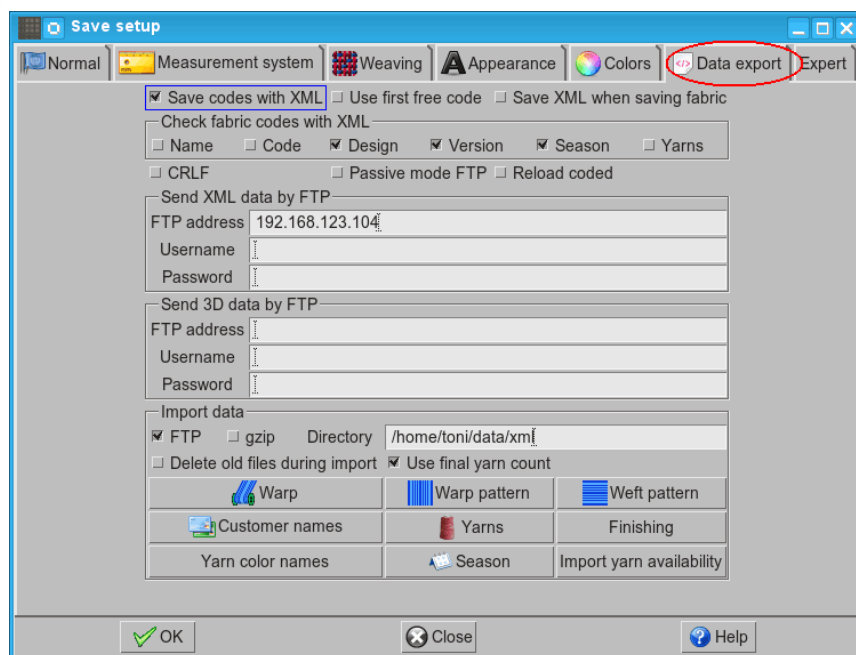 Save setup
Normal Measurement system Weaving Appearance Colors Data export Expert
Save codes with XML Use first free code Save XML when saving fabric
Check fabric codes with XML
Name Code Design Version Season Yarns
CRLF Passive mode FTP Reload coded
Send XML data by FTP
FTP address 192.168.123.104
Username
Password
Send 3D data by FTP
FTP address
Username
Password
Import data
FTP gzip Directory /home/toni/data/xml
Delete old files during import Use final yarn count
Warp Warp pattern Weft pattern
Customer names Yarns Finishing
Yarn color names Season Import yarn availability
OK Close Help